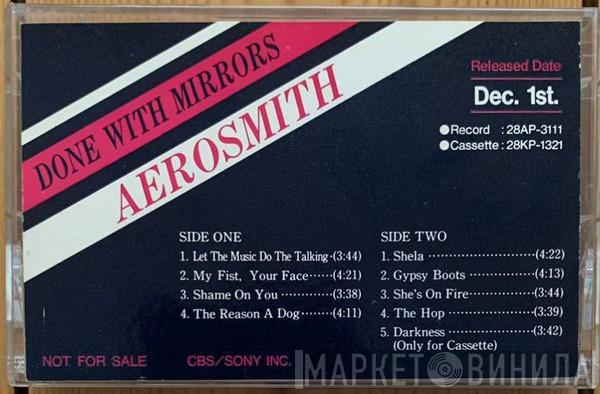 DONE WITH MIRRORS
AEROSMITH
Released Date
Dec. 1st.
●Record : 28AP-3111
●Cassette : 28KP-1321
SIDE ONE
1. Let The Music Do The Talking ·(3:44)
2. My Fist, Your Face ······(4:21)
3. Shame On You ··············(3:38)
4. The Reason A Dog ·······(4:11)
SIDE TWO
1. Shela ························(4:22)
2. Gypsy Boots ··············(4:13)
3. She's On Fire ··············(3:44)
4. The Hop ····················(3:39)
5. Darkness ···················(3:42)
(Only for Cassette)
NOT FOR SALE
CBS/SONY INC.
МАРКЕТ ВИНИЛА